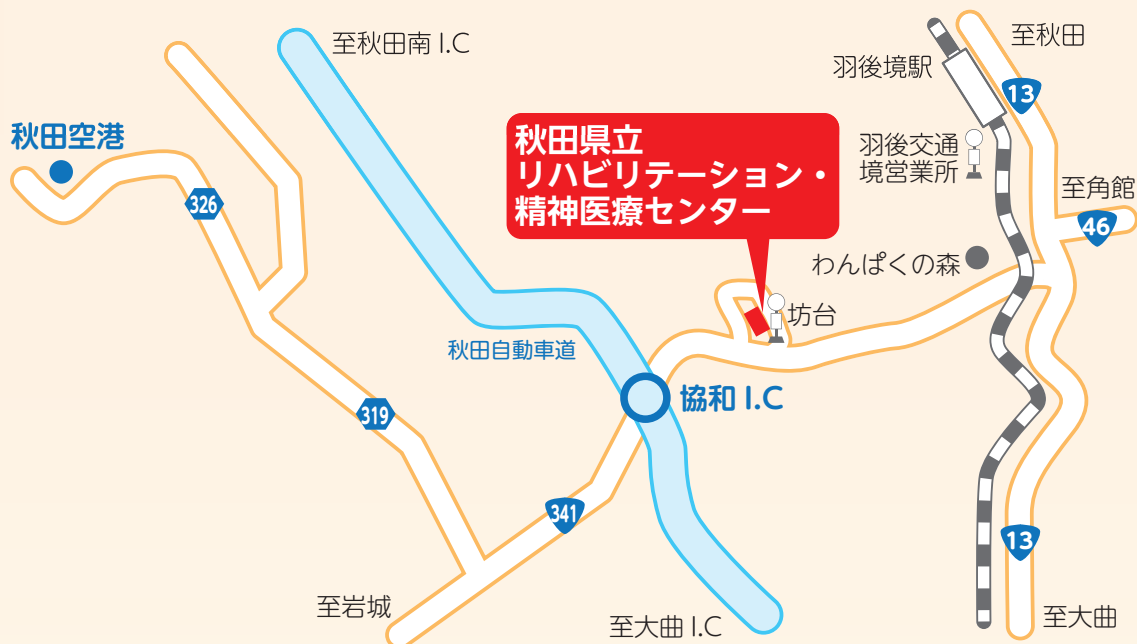 至秋田南 I.C
至秋田
羽後境駅
13
秋田空港
秋田県立
リハビリテーション・
精神医療センター
羽後交通
境営業所
至角館
326
46
わんぱくの森
坊台
秋田自動車道
協和 I.C
319
341
13
至岩城
至大曲 I.C
至大曲